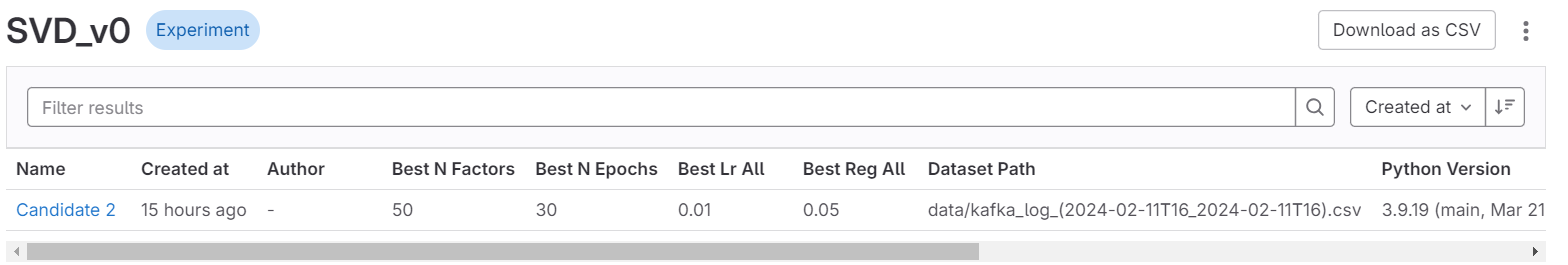 SVD_v0 Experiment Download as CSV
Filter results Created at
Name Created at Author Best N Factors Best N Epochs Best Lr All Best Reg All Dataset Path Python Version
Candidate 2 15 hours ago - 50 30 0.01 0.05 data/kafka_log_(2024-02-11T16_2024-02-11T16).csv 3.9.19 (main, Mar 21